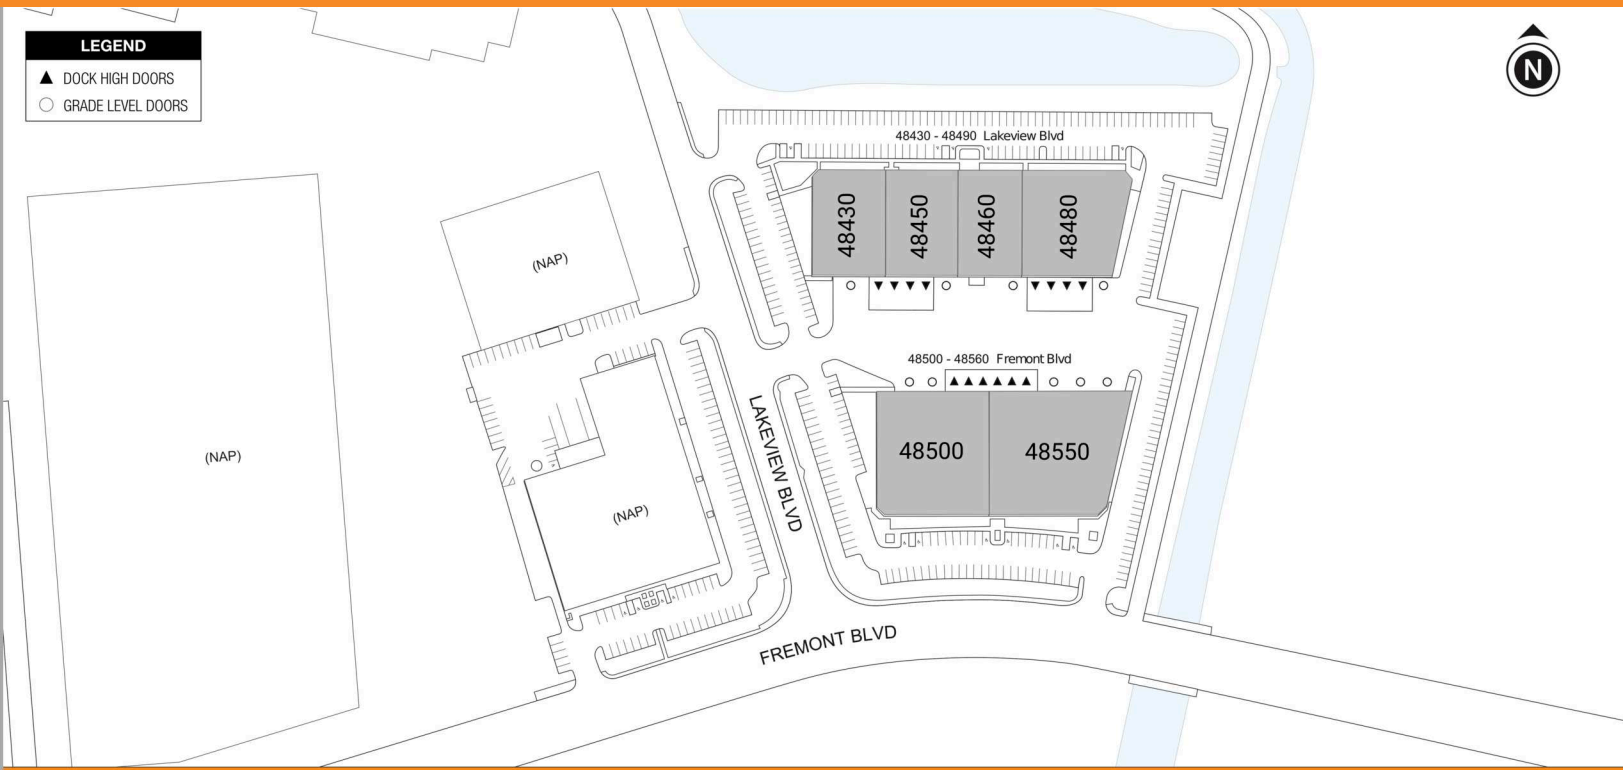 LEGEND
DOCK HIGH DOORS
GRADE LEVEL DOORS
N
48430 - 48490 Lakeview Blvd
48430
48450
48460
48480
(NAP)
48500 - 48560 Fremont Blvd
48500
48550
LAKEVIEW BLVD
(NAP)
(NAP)
FREMONT BLVD